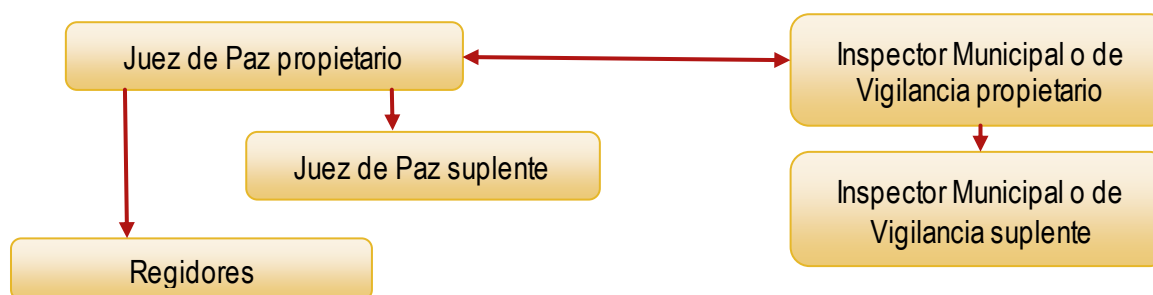 Juez de Paz propietario
Inspector Municipal o de
Vigilancia propietario
Juez de Paz suplente
Inspector Municipal o de
Vigilancia suplente
Regidores